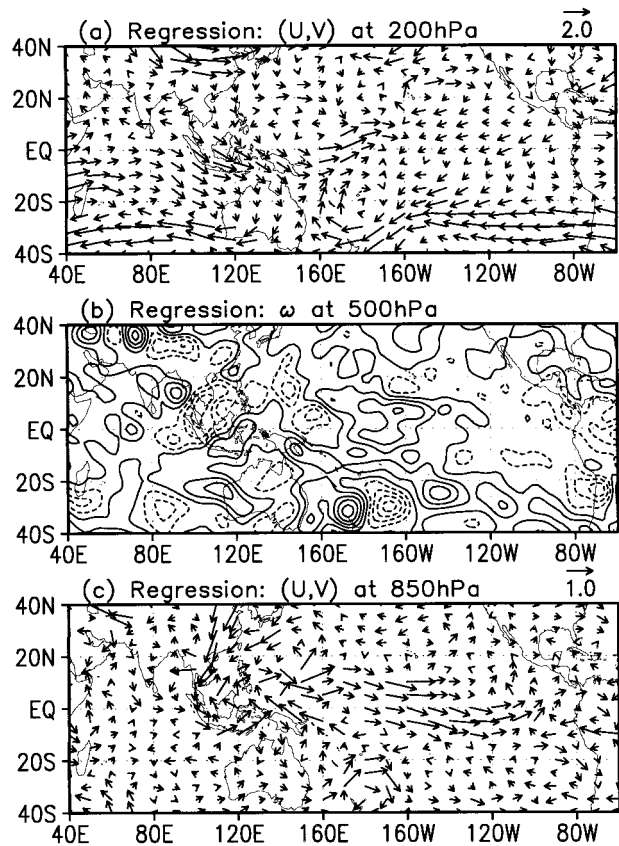 (a) Regression: (U,V) at 200hPa 2.0
40N
20N
EQ
20S
40S
40E 80E 120E 160E 160W 120W 80W
(b) Regression: ω at 500hPa
40N
20N
EQ
20S
40S
40E 80E 120E 160E 160W 120W 80W
(c) Regression: (U,V) at 850hPa 1.0
40N
20N
EQ
20S
40S
40E 80E 120E 160E 160W 120W 80W